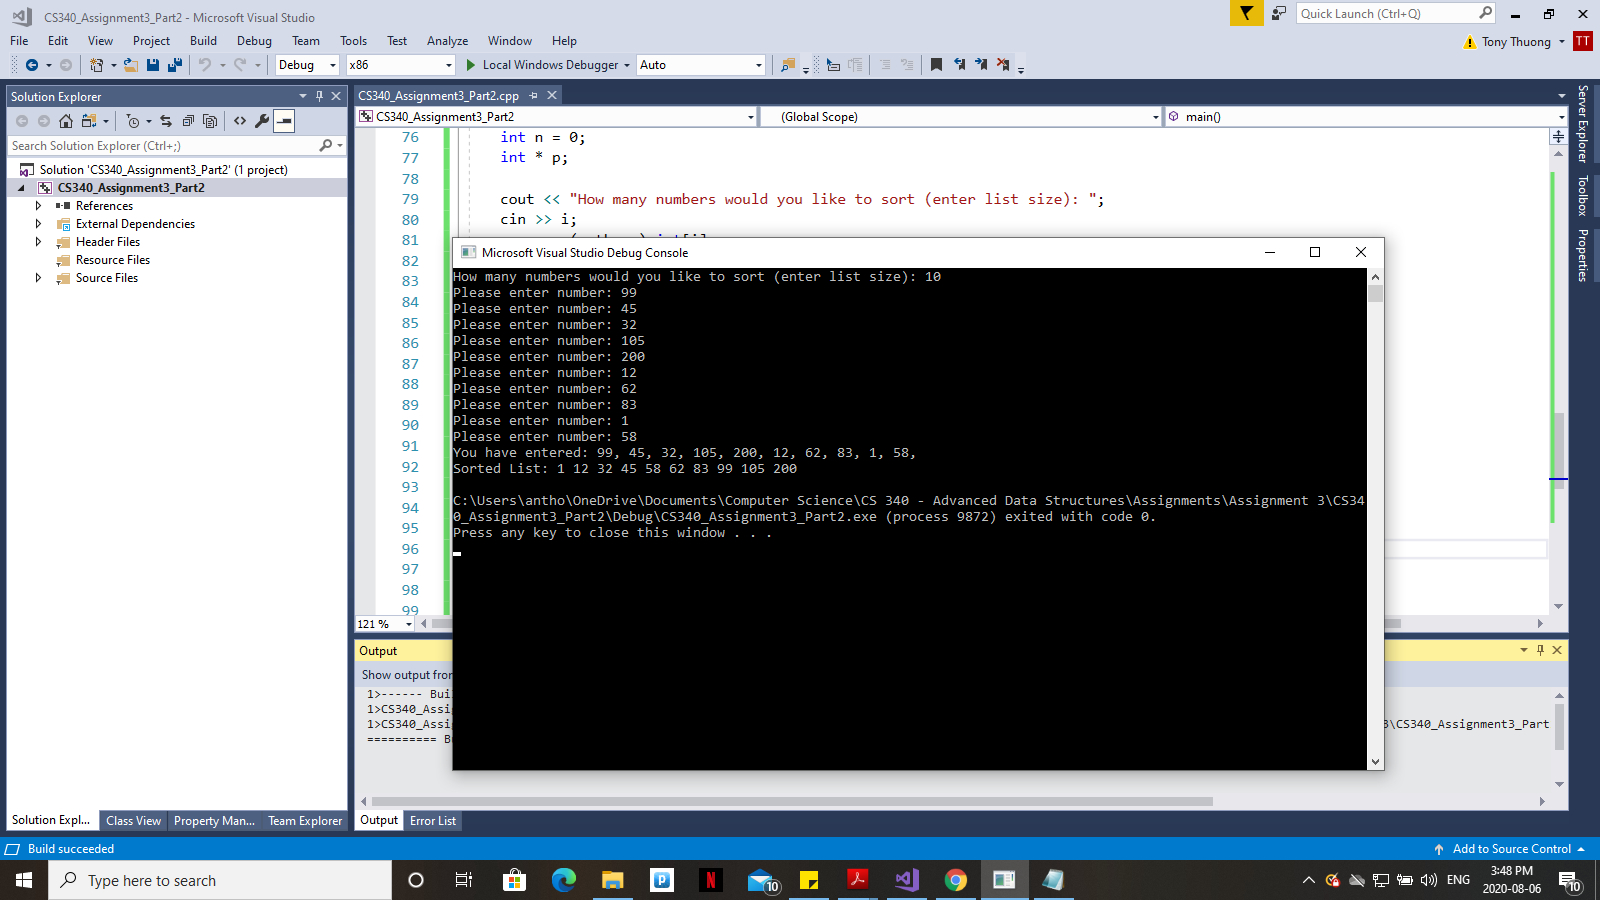 CS340_Assignment3_Part2 - Microsoft Visual Studio
Quick Launch (Ctrl+Q)
File Edit View Project Build Debug Team Tools Test Analyze Window Help
Tony Thuong TT
Debug x86 Local Windows Debugger Auto
Solution Explorer
Search Solution Explorer (Ctrl+;)
Solution 'CS340_Assignment3_Part2' (1 project)
CS340_Assignment3_Part2
References
External Dependencies
Header Files
Resource Files
Source Files
Solution Expl... Class View Property Man... Team Explorer
CS340_Assignment3_Part2.cpp
CS340_Assignment3_Part2 (Global Scope) main()
76 int n = 0;
77 int * p;
78
79 cout << "How many numbers would you like to sort (enter list size): ";
80 cin >> i;
81
82
83
84
85
86
87
88
89
90
91
92
93
94
95
96
97
98
99
121 %
Microsoft Visual Studio Debug Console
How many numbers would you like to sort (enter list size): 10
Please enter number: 99
Please enter number: 45
Please enter number: 32
Please enter number: 105
Please enter number: 200
Please enter number: 12
Please enter number: 62
Please enter number: 83
Please enter number: 1
Please enter number: 58
You have entered: 99, 45, 32, 105, 200, 12, 62, 83, 1, 58,
Sorted List: 1 12 32 45 58 62 83 99 105 200
C:\Users\antho\OneDrive\Documents\Computer Science\CS 340 - Advanced Data Structures\Assignments\Assignment 3\CS34
0_Assignment3_Part2\Debug\CS340_Assignment3_Part2.exe (process 9872) exited with code 0.
Press any key to close this window . . .
Server Explorer
Toolbox
Properties
Output
Show output from
1>------ Bui
1>CS340_Assi
1>CS340_Assi 3\CS340_Assignment3_Part
========== B
Output Error List
Build succeeded
Add to Source Control
Type here to search
10
ENG
3:48 PM
2020-08-06
10